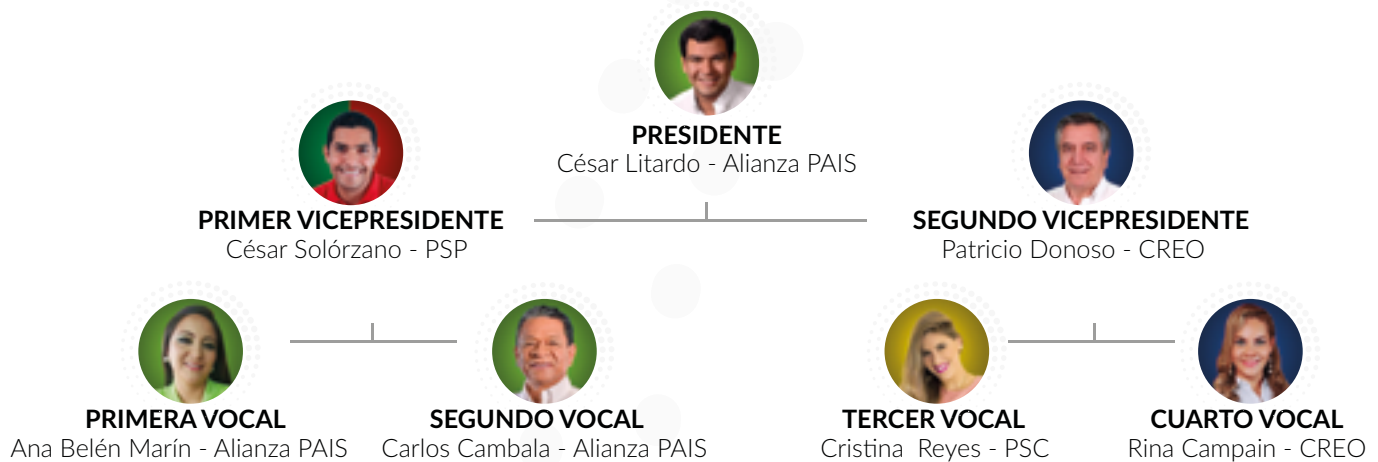 PRESIDENTE
César Litardo - Alianza PAIS
PRIMER VICEPRESIDENTE
César Solórzano - PSP
SEGUNDO VICEPRESIDENTE
Patricio Donoso - CREO
PRIMERA VOCAL
Ana Belén Marín - Alianza PAIS
SEGUNDO VOCAL
Carlos Cambala - Alianza PAIS
TERCER VOCAL
Cristina Reyes - PSC
CUARTO VOCAL
Rina Campain - CREO